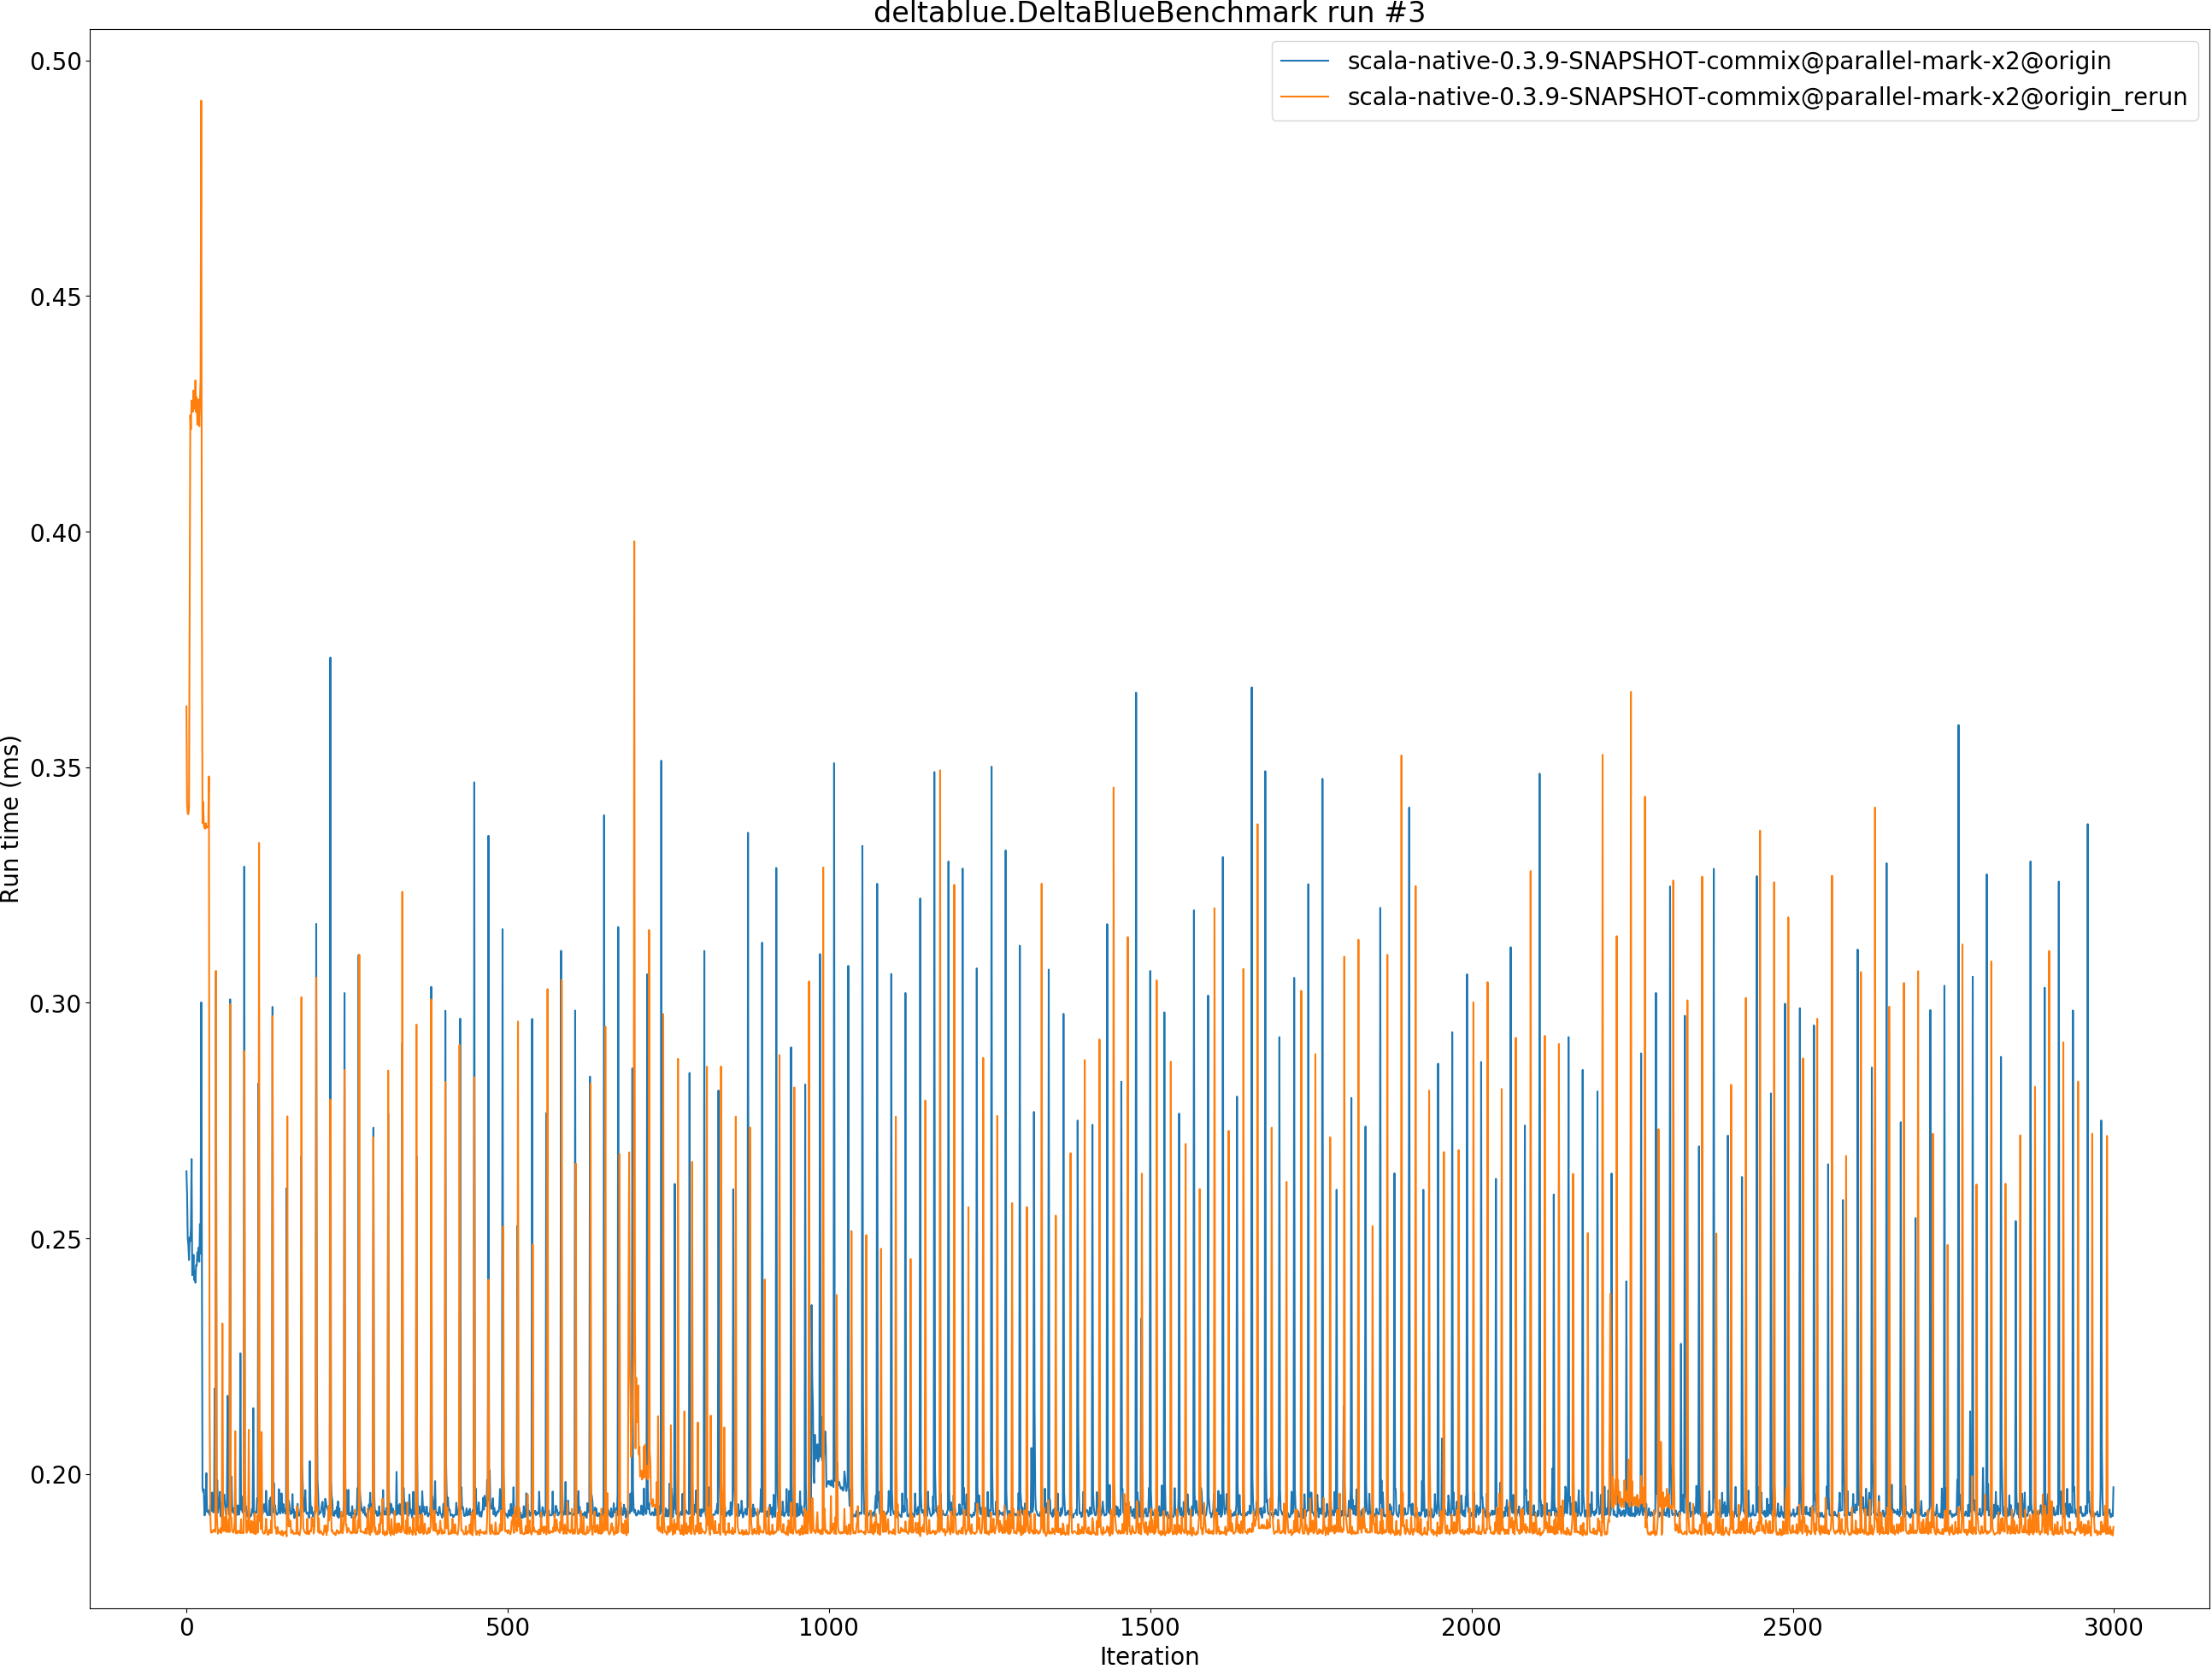 deltablue.DeltaBlueBenchmark run #3
scala-native-0.3.9-SNAPSHOT-commix@parallel-mark-x2@origin
scala-native-0.3.9-SNAPSHOT-commix@parallel-mark-x2@origin_rerun
0.50
0.45
0.40
0.35
0.30
0.25
0.20
Run time (ms)
0 500 1000 1500 2000 2500 3000
Iteration